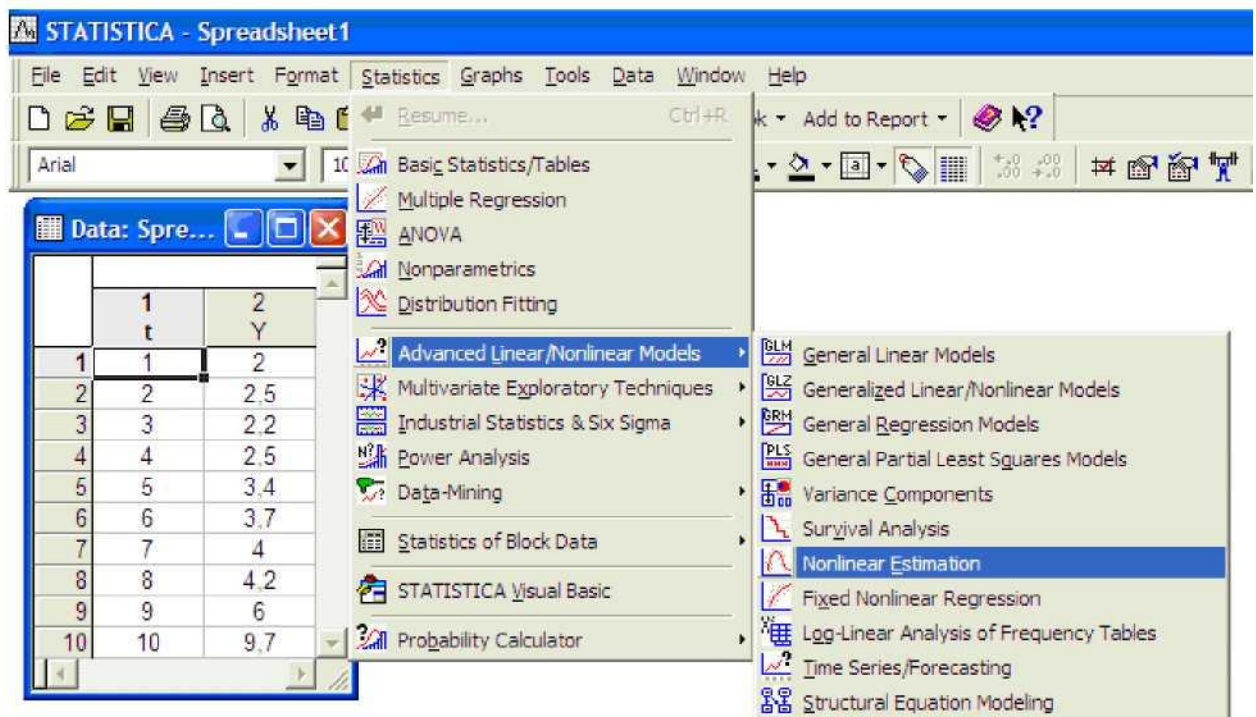 STATISTICA - Spreadsheet1
File Edit View Insert Format Statistics Graphs Tools Data Window Help
Add to Report
Arial
10
Resume... Ctrl+R
Basic Statistics/Tables
Multiple Regression
ANOVA
Nonparametrics
Distribution Fitting
Advanced Linear/Nonlinear Models
Multivariate Exploratory Techniques
Industrial Statistics & Six Sigma
Power Analysis
Data-Mining
Statistics of Block Data
STATISTICA Visual Basic
Probability Calculator
General Linear Models
Generalized Linear/Nonlinear Models
General Regression Models
General Partial Least Squares Models
Variance Components
Survival Analysis
Nonlinear Estimation
Fixed Nonlinear Regression
Log-Linear Analysis of Frequency Tables
Time Series/Forecasting
Structural Equation Modeling
Data: Spre...
1 2
t Y
1 1 2
2 2 2,5
3 3 2,2
4 4 2,5
5 5 3,4
6 6 3,7
7 7 4
8 8 4,2
9 9 6
10 10 9,7